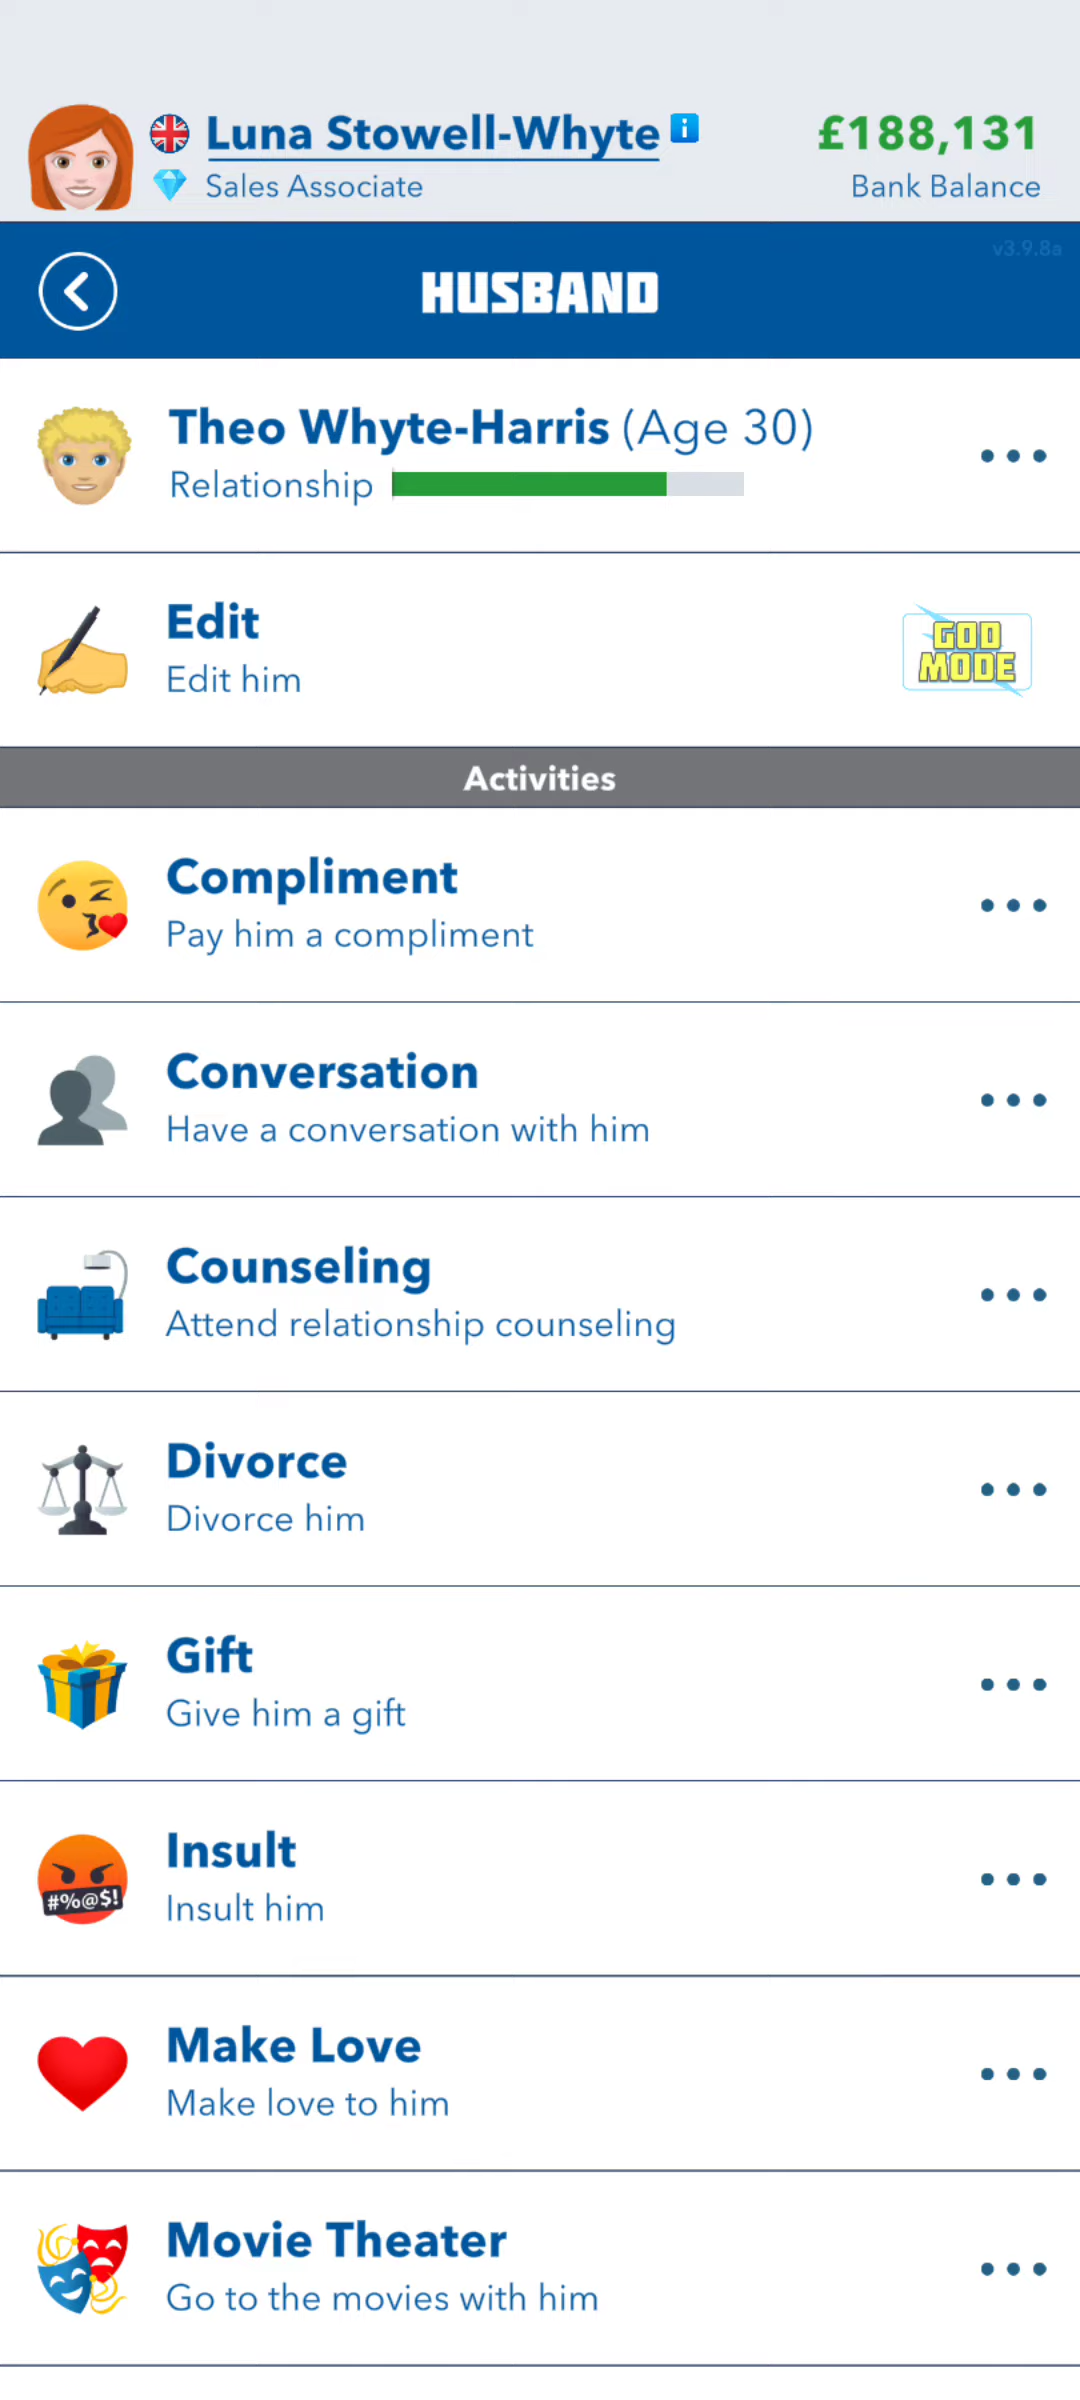 Luna Stowell-Whyte
£188,131
Sales Associate
Bank Balance
v3.9.8a
HUSBAND
Theo Whyte-Harris (Age 30)
Relationship
Edit
Edit him
GOD
MODE
Activities
Compliment
Pay him a compliment
Conversation
Have a conversation with him
Counseling
Attend relationship counseling
Divorce
Divorce him
Gift
Give him a gift
#%@$!
Insult
Insult him
Make Love
Make love to him
Movie Theater
Go to the movies with him